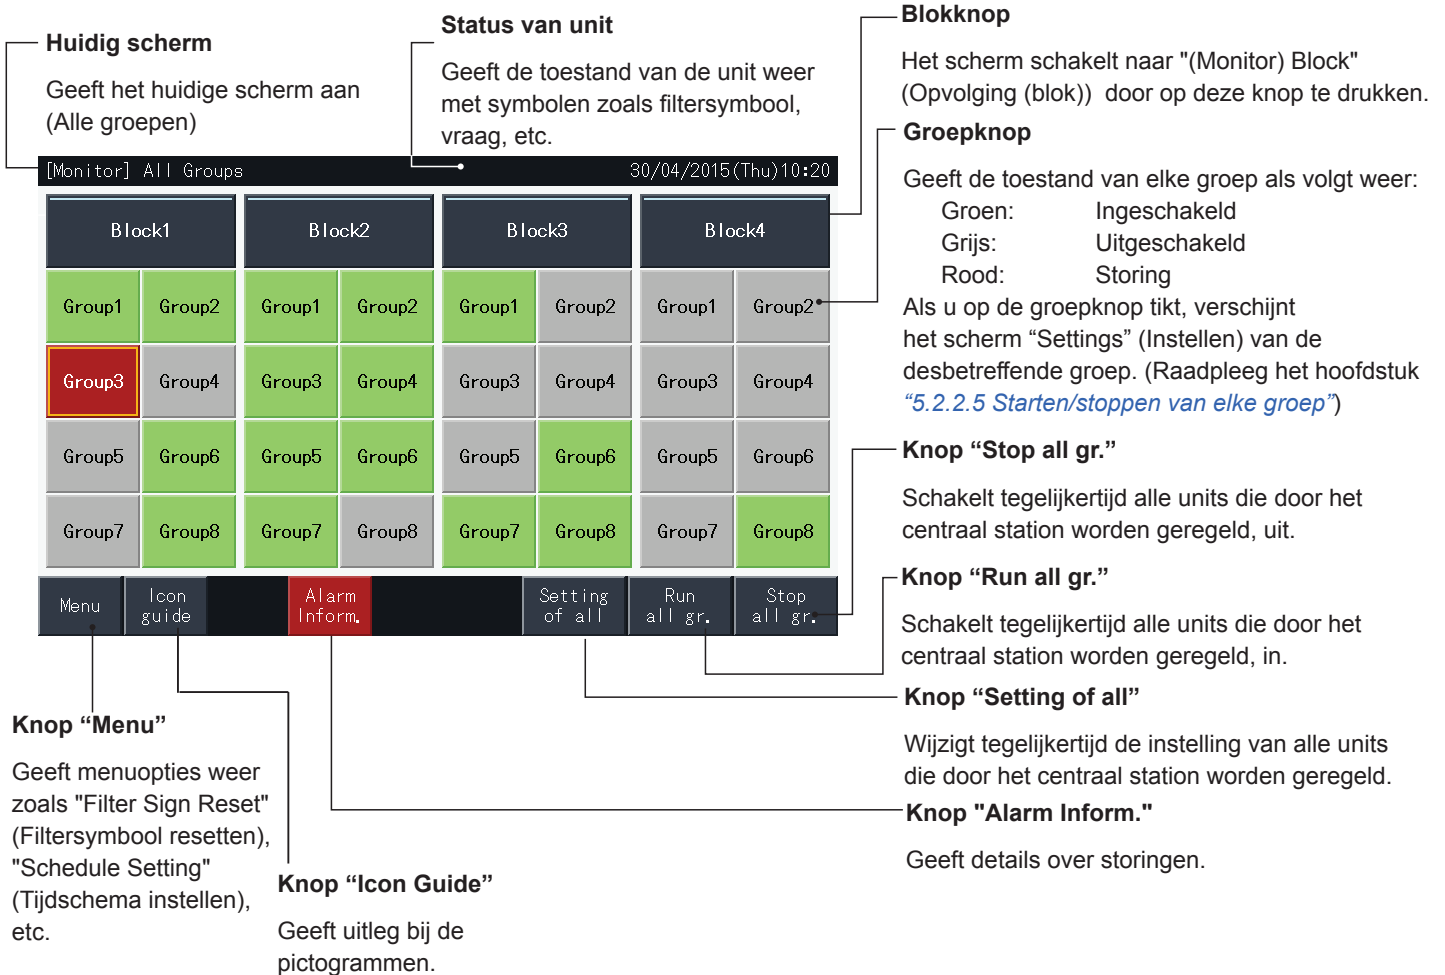 Huidig scherm
Geeft het huidige scherm aan
(Alle groepen)
Status van unit
Geeft de toestand van de unit weer
met symbolen zoals filtersymbool,
vraag, etc.
Blokknop
Het scherm schakelt naar "(Monitor) Block"
(Opvolging (blok))  door op deze knop te drukken.
Groepknop
Geeft de toestand van elke groep als volgt weer:
Groen: Ingeschakeld
Grijs: Uitgeschakeld
Rood: Storing
Als u op de groepknop tikt, verschijnt
het scherm “Settings” (Instellen) van de
desbetreffende groep. (Raadpleeg het hoofdstuk
“5.2.2.5 Starten/stoppen van elke groep”)
[Monitor] All Groups 30/04/2015(Thu)10:20
Block1 Block2 Block3 Block4
Group1 Group2 Group1 Group2 Group1 Group2 Group1 Group2
Group3 Group4 Group3 Group4 Group3 Group4 Group3 Group4
Group5 Group6 Group5 Group6 Group5 Group6 Group5 Group6
Group7 Group8 Group7 Group8 Group7 Group8 Group7 Group8
Menu
Icon
guide
Alarm
Inform.
Setting
of all
Run
all gr.
Stop
all gr.
Knop “Stop all gr.”
Schakelt tegelijkertijd alle units die door het
centraal station worden geregeld, uit.
Knop “Run all gr.”
Schakelt tegelijkertijd alle units die door het
centraal station worden geregeld, in.
Knop “Setting of all”
Wijzigt tegelijkertijd de instelling van alle units
die door het centraal station worden geregeld.
Knop "Alarm Inform."
Geeft details over storingen.
Knop “Menu”
Geeft menuopties weer
zoals "Filter Sign Reset"
(Filtersymbool resetten),
"Schedule Setting"
(Tijdschema instellen),
etc.
Knop “Icon Guide”
Geeft uitleg bij de
pictogrammen.